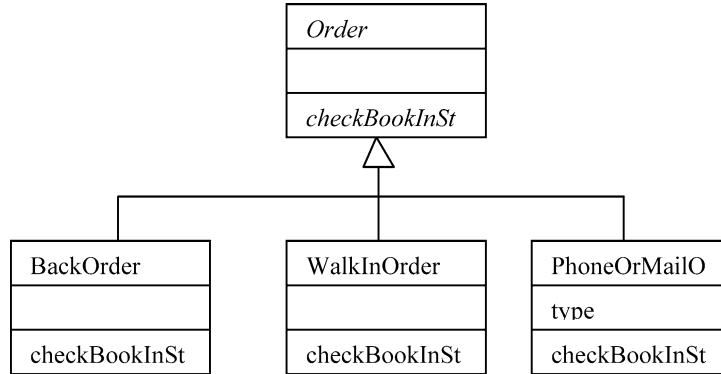 Order
checkBookInSt
BackOrder
WalkInOrder
PhoneOrMailO
type
checkBookInSt
checkBookInSt
checkBookInSt